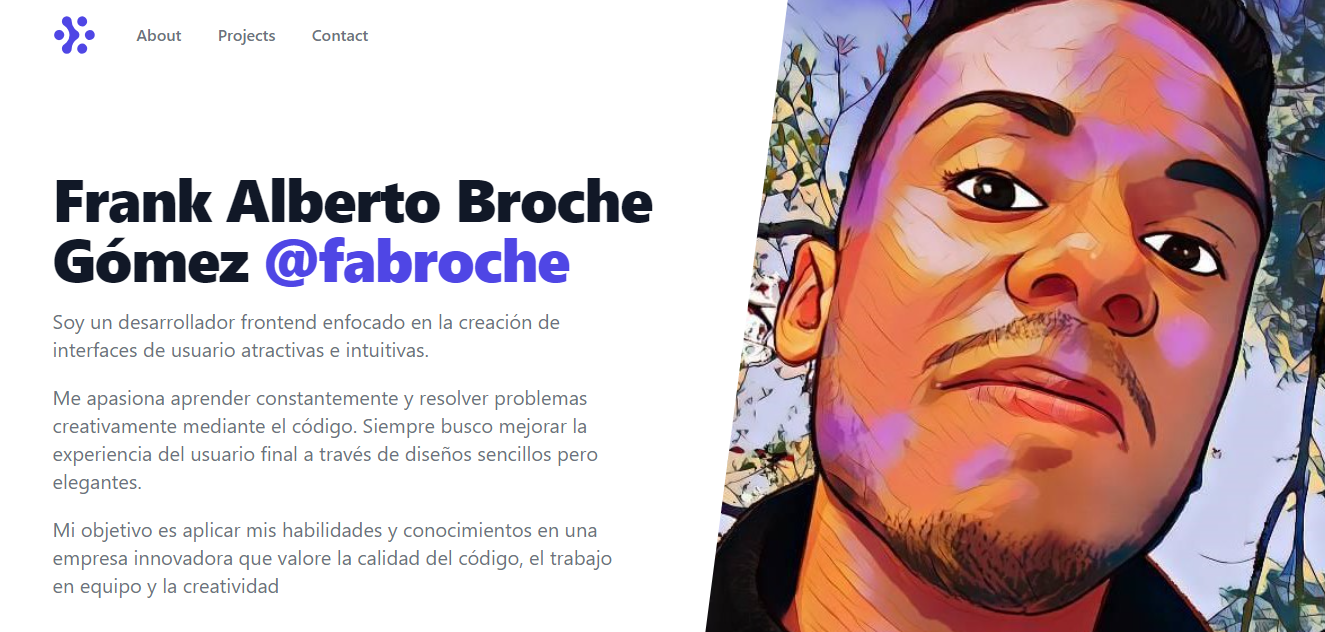 About Projects Contact
Frank Alberto Broche
Gómez @fabroche
Soy un desarrollador frontend enfocado en la creación de
interfaces de usuario atractivas e intuitivas.
Me apasiona aprender constantemente y resolver problemas
creativamente mediante el código. Siempre busco mejorar la
experiencia del usuario final a través de diseños sencillos pero
elegantes.
Mi objetivo es aplicar mis habilidades y conocimientos en una
empresa innovadora que valore la calidad del código, el trabajo
en equipo y la creatividad